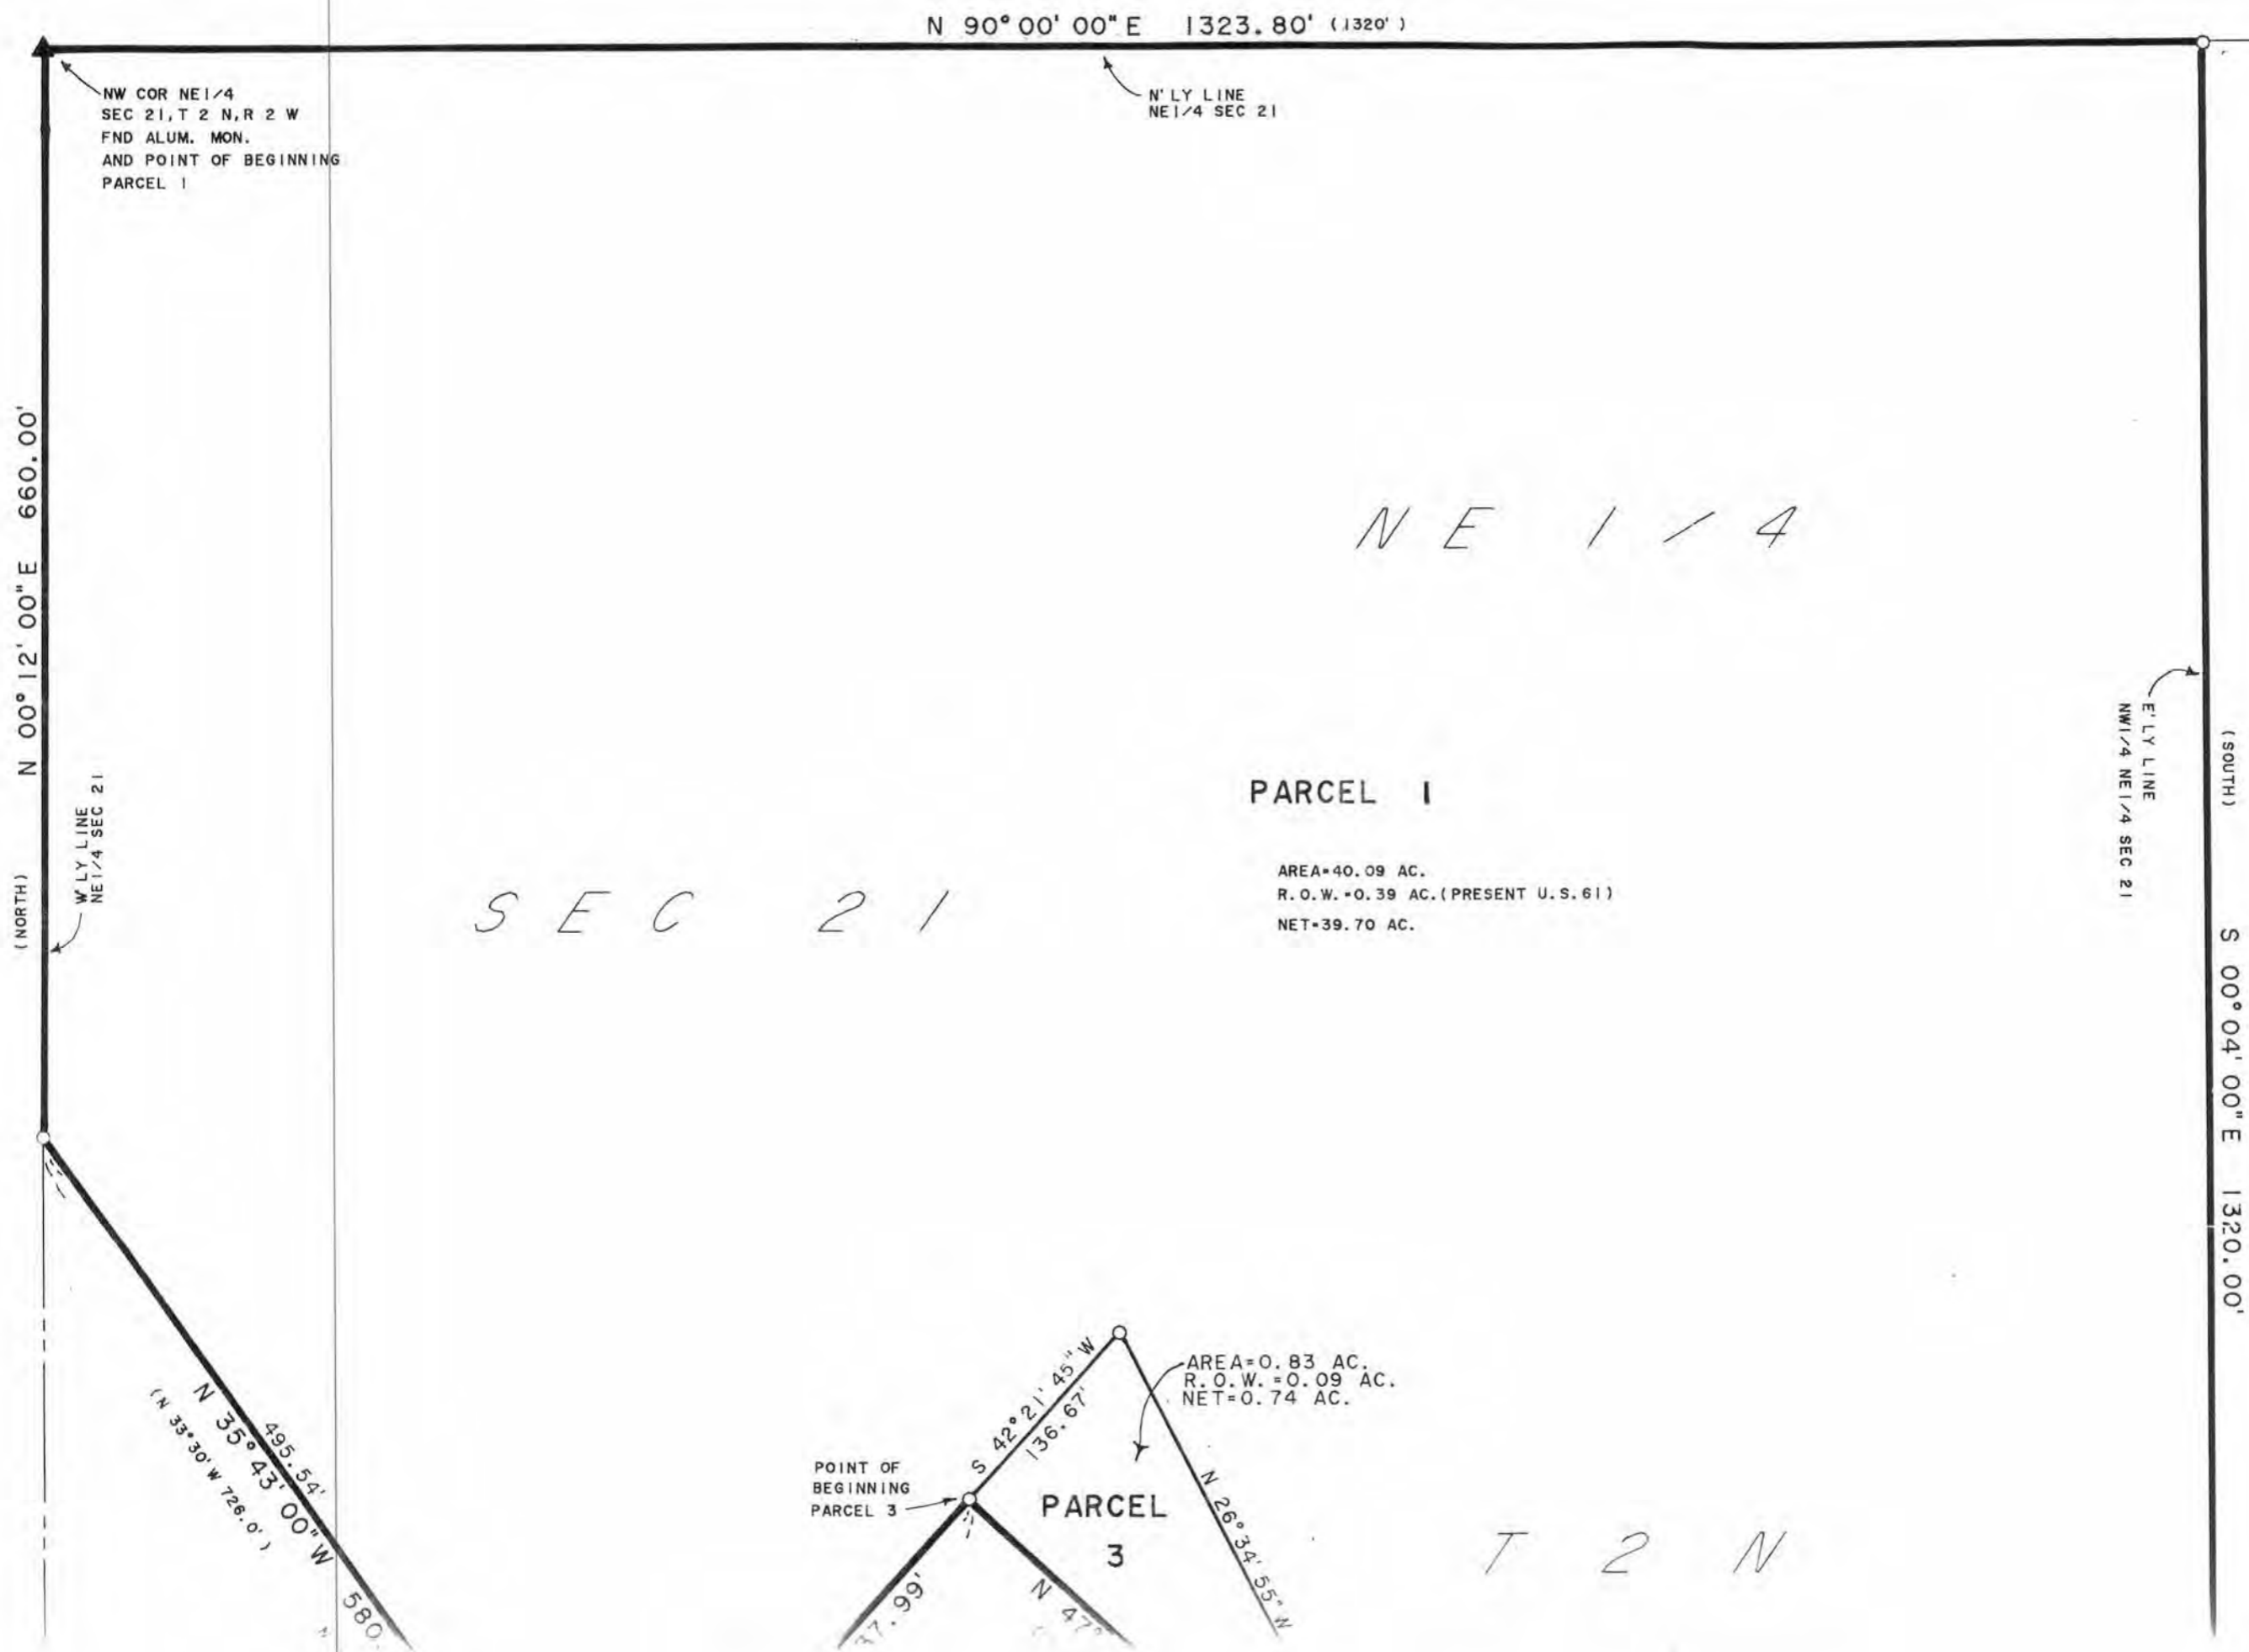 N 90° 00' 00" E 1323.80' (1320')
NW COR NE1/4
SEC 21, T 2 N, R 2 W
FND ALUM. MON.
AND POINT OF BEGINNING
PARCEL 1
N'LY LINE
NE1/4 SEC 21
N 00° 12' 00" E 660.00'
(NORTH)
W'LY LINE
NE1/4 SEC 21
NE 1/4
E'LY LINE
NW1/4 NE1/4 SEC 21
(SOUTH)
S 00° 04' 00" E 1320.00'
PARCEL 1
AREA=40.09 AC.
R.O.W.=0.39 AC. (PRESENT U.S. 61)
NET=39.70 AC.
SEC 21
495.54'
N 35° 43' 00" W 580
(N 33° 30' W 726.0')
S 42° 21' 45" W
136.67'
AREA=0.83 AC.
R.O.W.=0.09 AC.
NET=0.74 AC.
POINT OF
BEGINNING
PARCEL 3
PARCEL
3
N 26° 34' 55" W
37.99'
N 47°
T 2 N